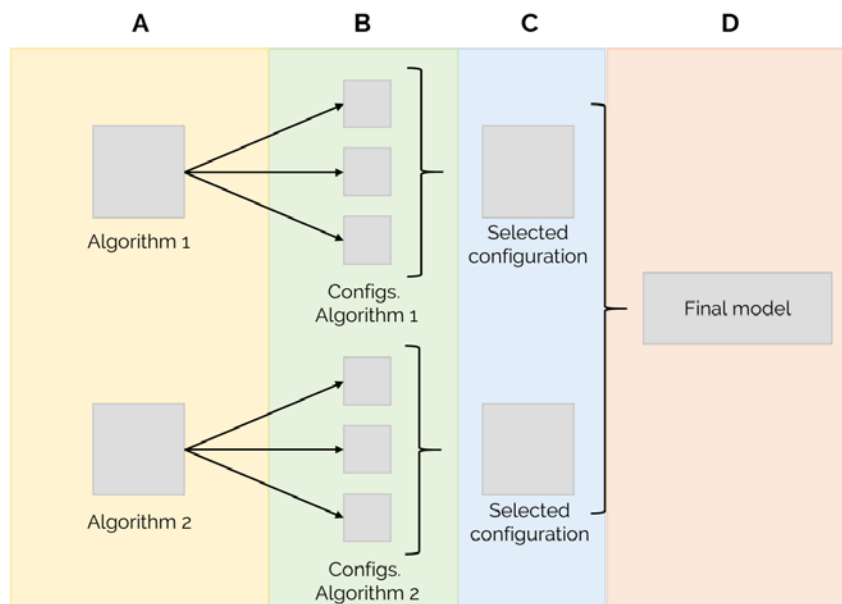 A
B
C
D
Algorithm 1
Configs.
Algorithm 1
Selected
configuration
Final model
Algorithm 2
Configs.
Algorithm 2
Selected
configuration